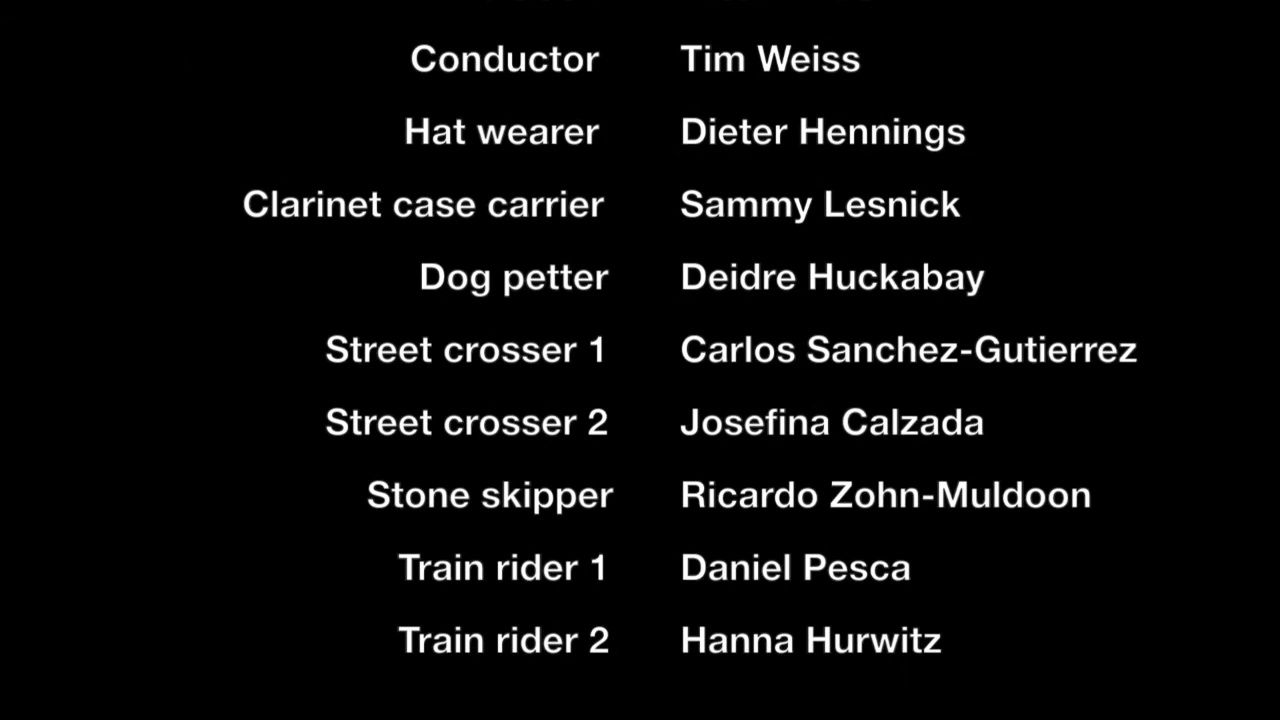 Conductor Tim Weiss
Hat wearer Dieter Hennings
Clarinet case carrier Sammy Lesnick
Dog petter Deidre Huckabay
Street crosser 1 Carlos Sanchez-Gutierrez
Street crosser 2 Josefina Calzada
Stone skipper Ricardo Zohn-Muldoon
Train rider 1 Daniel Pesca
Train rider 2 Hanna Hurwitz